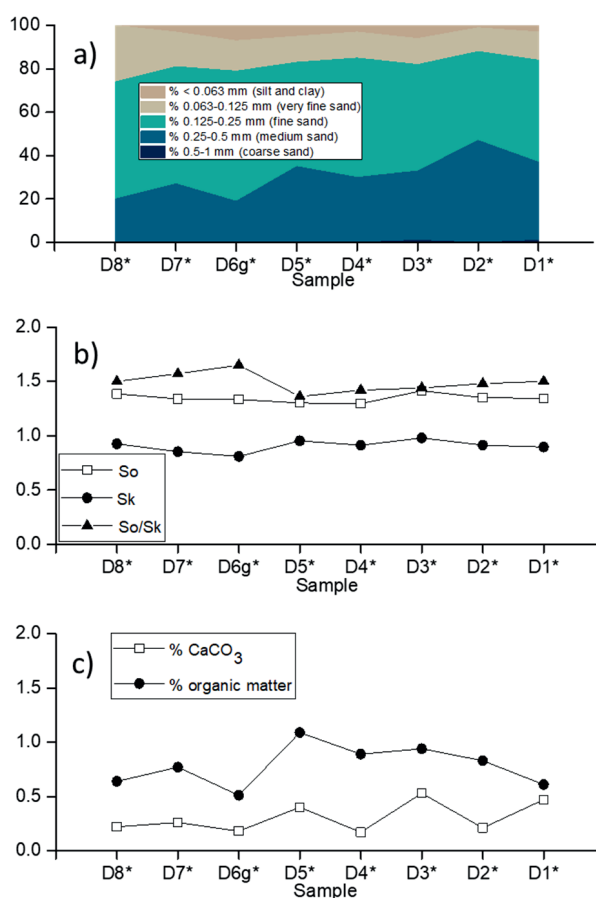 100
80
60
40
20
0
a)
% < 0.063 mm (silt and clay)
% 0.063-0.125 mm (very fine sand)
% 0.125-0.25 mm (fine sand)
% 0.25-0.5 mm (medium sand)
% 0.5-1 mm (coarse sand)
D8* D7* D6g* D5* D4* D3* D2* D1*
Sample
2.0
1.5
1.0
0.5
0.0
b)
So
Sk
So/Sk
D8* D7* D6g* D5* D4* D3* D2* D1*
Sample
2.0
1.5
1.0
0.5
0.0
c)
% CaCO3
% organic matter
D8* D7* D6g* D5* D4* D3* D2* D1*
Sample